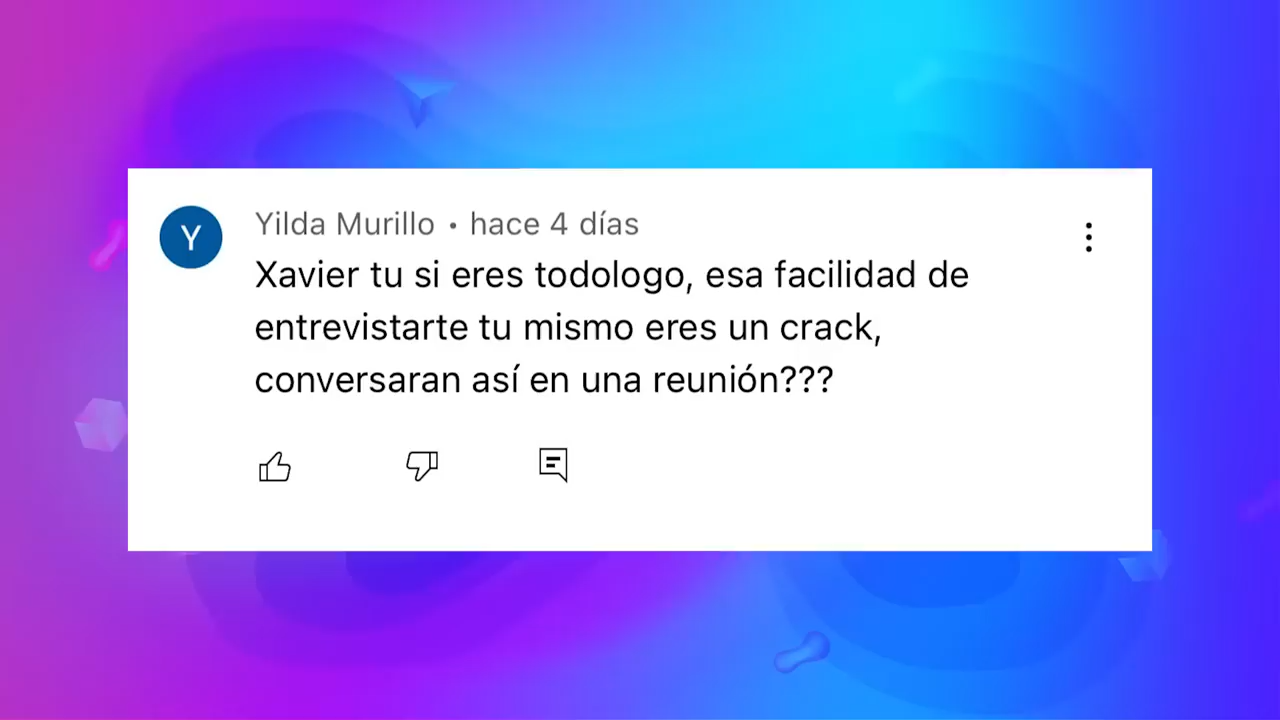 Y
Yilda Murillo • hace 4 días
Xavier tu si eres todologo, esa facilidad de
entrevistarte tu mismo eres un crack,
conversaran así en una reunión???